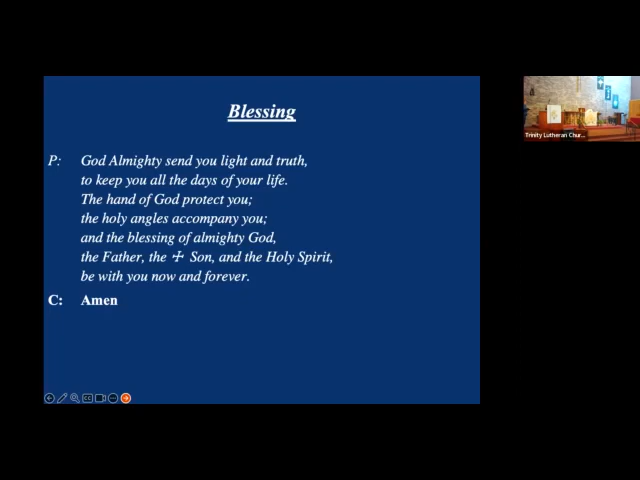 Blessing
P: God Almighty send you light and truth,
to keep you all the days of your life.
The hand of God protect you;
the holy angles accompany you;
and the blessing of almighty God,
the Father, the ☩ Son, and the Holy Spirit,
be with you now and forever.
C: Amen
Trinity Lutheran Chur...